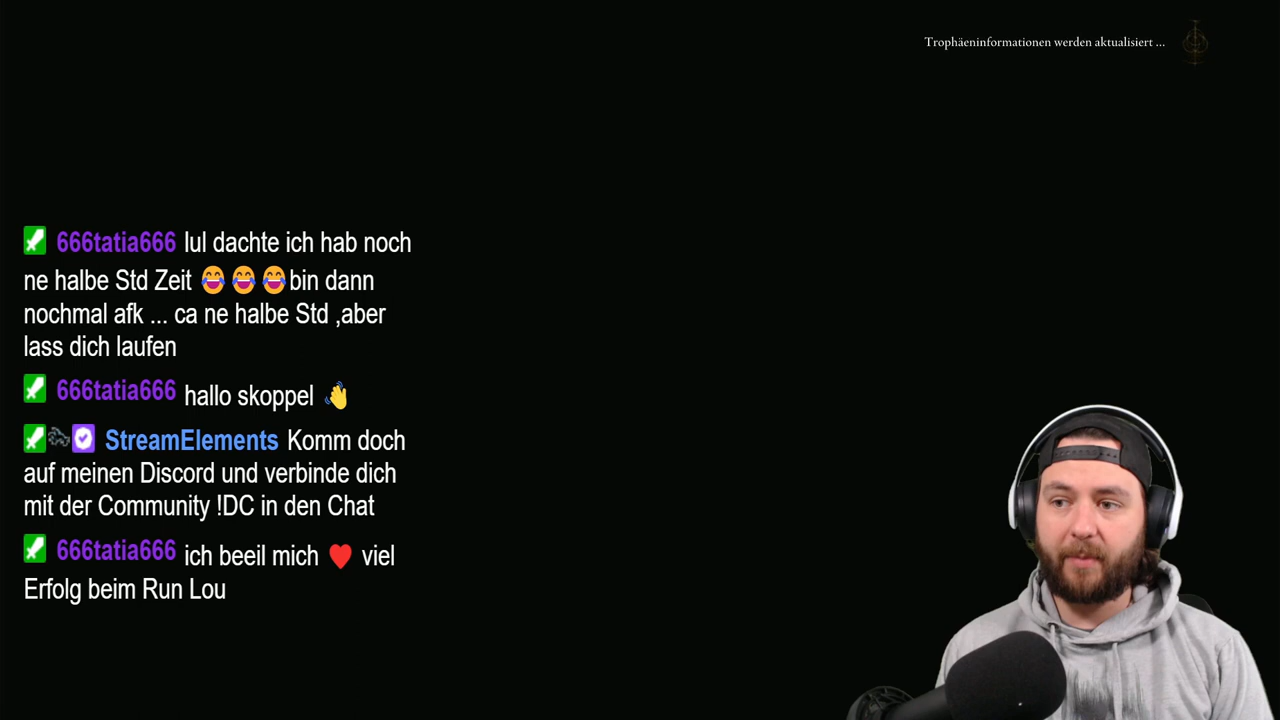 Trophäeninformationen werden aktualisiert ...
666tatia666 lul dachte ich hab noch
ne halbe Std Zeit 😂😂😂bin dann
nochmal afk ... ca ne halbe Std ,aber
lass dich laufen
666tatia666 hallo skoppel 👋
StreamElements Komm doch
auf meinen Discord und verbinde dich
mit der Community !DC in den Chat
666tatia666 ich beeil mich ❤️ viel
Erfolg beim Run Lou